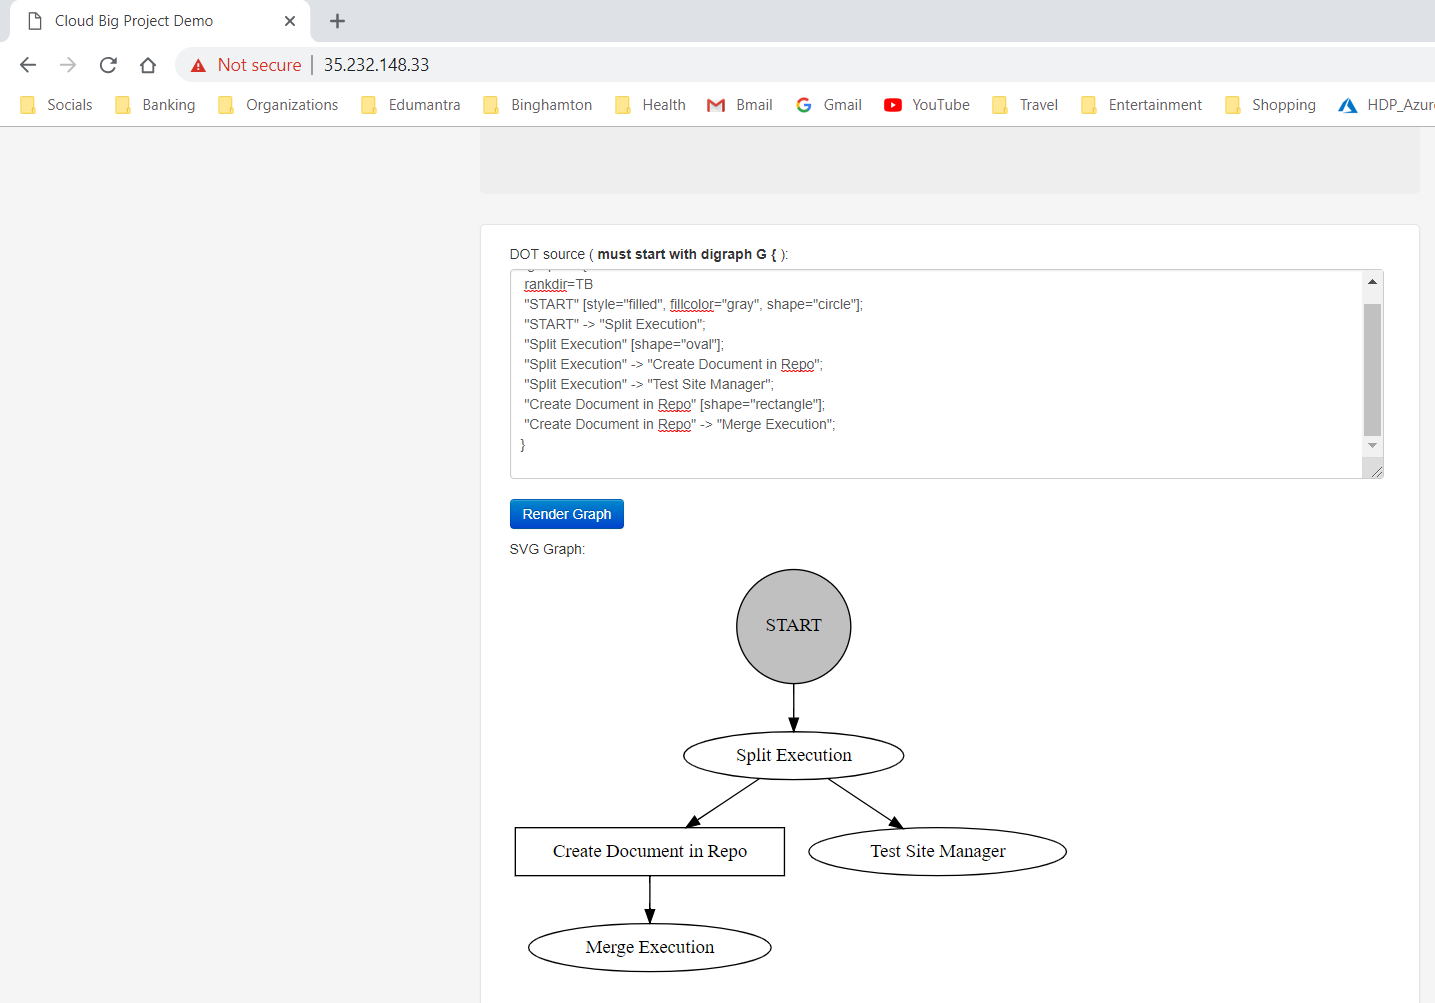 Cloud Big Project Demo
Not secure 35.232.148.33
Socials Banking Organizations Edumantra Binghamton Health Bmail Gmail YouTube Travel Entertainment Shopping HDP_Azur
DOT source ( must start with digraph G { ):
rankdir=TB
"START" [style="filled", fillcolor="gray", shape="circle"];
"START" -> "Split Execution";
"Split Execution" [shape="oval"];
"Split Execution" -> "Create Document in Repo";
"Split Execution" -> "Test Site Manager";
"Create Document in Repo" [shape="rectangle"];
"Create Document in Repo" -> "Merge Execution";
}
Render Graph
SVG Graph:
START
Split Execution
Create Document in Repo Test Site Manager
Merge Execution